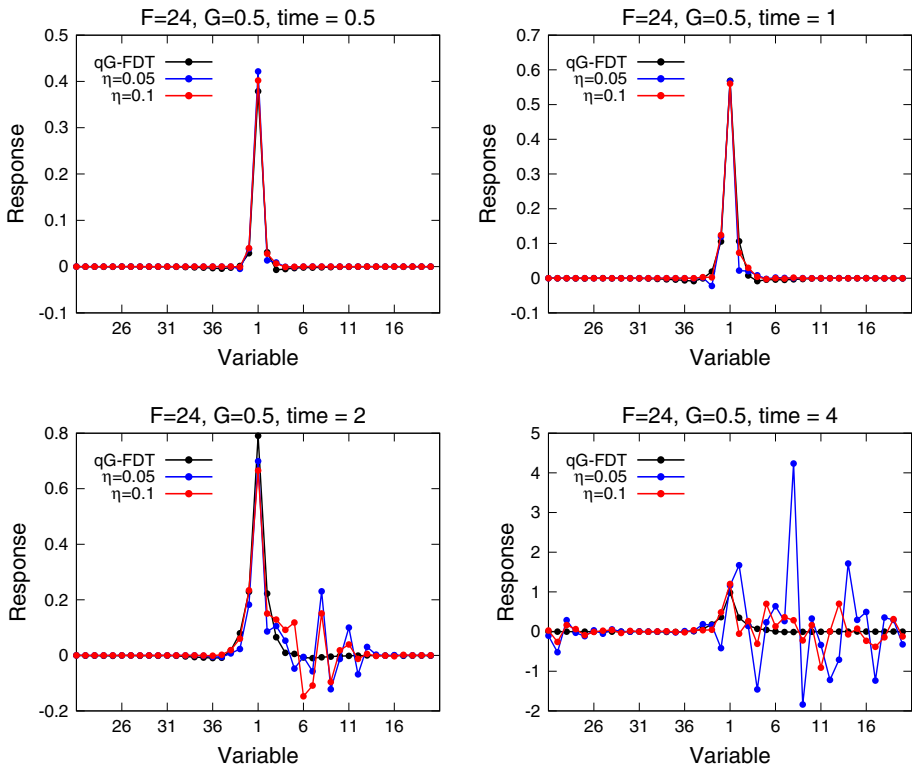 F=24, G=0.5, time = 0.5
Response
0.5
0.4
0.3
0.2
0.1
0
-0.1
qG-FDT
η=0.05
η=0.1
26 31 36 1 6 11 16
Variable
F=24, G=0.5, time = 1
Response
0.7
0.6
0.5
0.4
0.3
0.2
0.1
0
-0.1
qG-FDT
η=0.05
η=0.1
26 31 36 1 6 11 16
Variable
F=24, G=0.5, time = 2
Response
0.8
0.6
0.4
0.2
0
-0.2
qG-FDT
η=0.05
η=0.1
26 31 36 1 6 11 16
Variable
F=24, G=0.5, time = 4
Response
5
4
3
2
1
0
-1
-2
qG-FDT
η=0.05
η=0.1
26 31 36 1 6 11 16
Variable